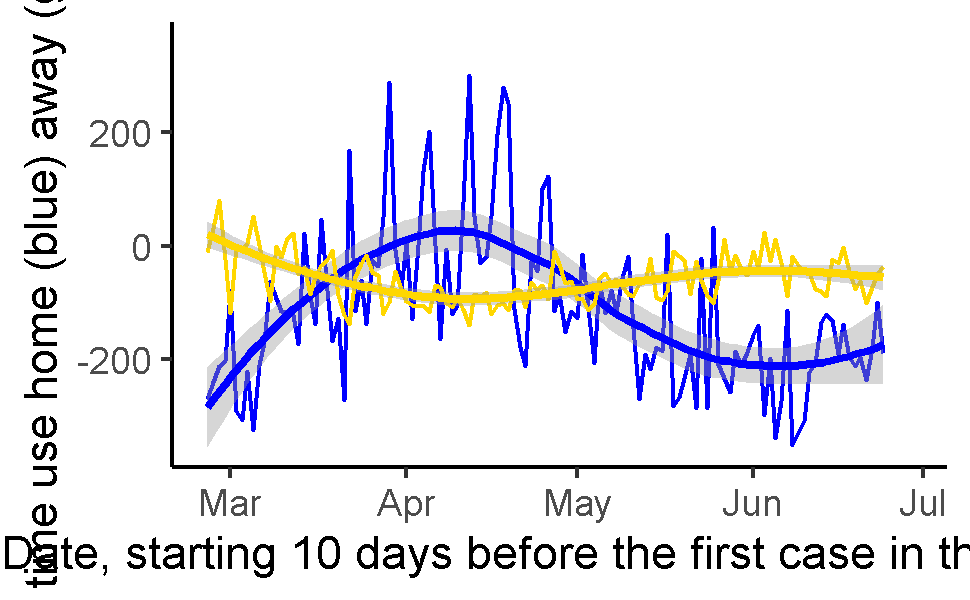 time use home (blue) away (
200
0
-200
Mar Apr May Jun Jul
Date, starting 10 days before the first case in th